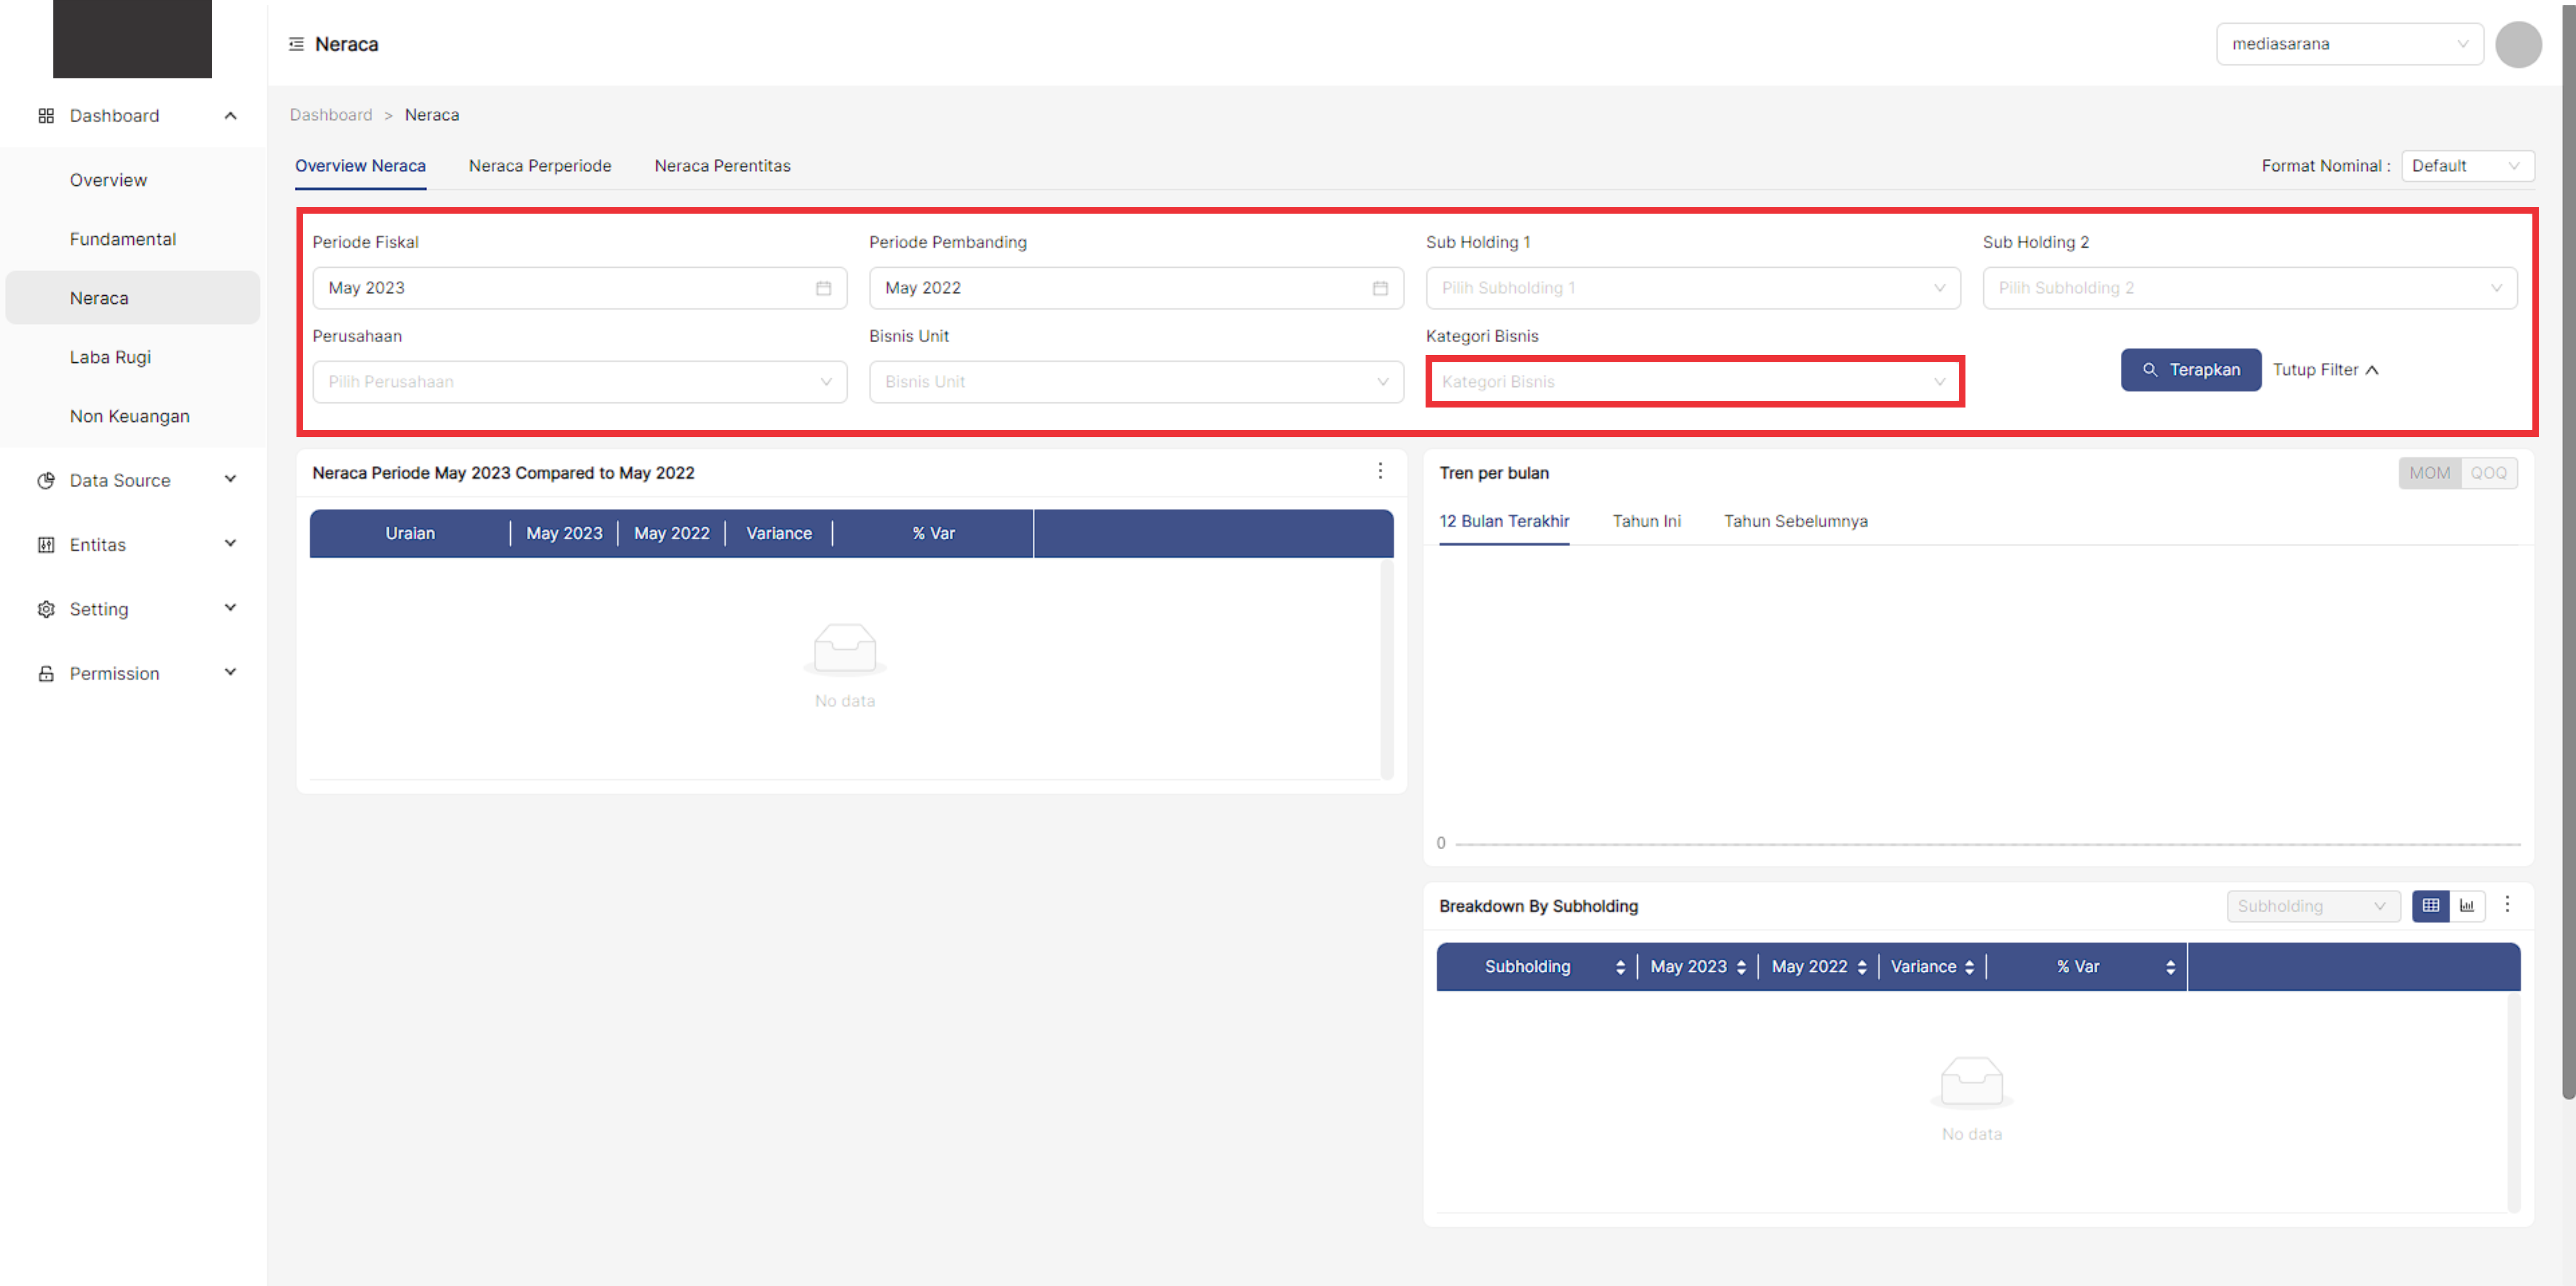 Neraca
mediasarana
Dashboard
Overview
Fundamental
Neraca
Laba Rugi
Non Keuangan
Data Source
Entitas
Setting
Permission
Dashboard > Neraca
Overview Neraca Neraca Perperiode Neraca Perentitas
Format Nominal : Default
Periode Fiskal Periode Pembanding Sub Holding 1 Sub Holding 2
May 2023 May 2022 Pilih Subholding 1 Pilih Subholding 2
Perusahaan Bisnis Unit Kategori Bisnis
Pilih Perusahaan Bisnis Unit Kategori Bisnis
Terapkan Tutup Filter
Neraca Periode May 2023 Compared to May 2022
Uraian May 2023 May 2022 Variance % Var
No data
Tren per bulan
MOM QOQ
12 Bulan Terakhir Tahun Ini Tahun Sebelumnya
0
Breakdown By Subholding
Subholding
Subholding May 2023 May 2022 Variance % Var
No data